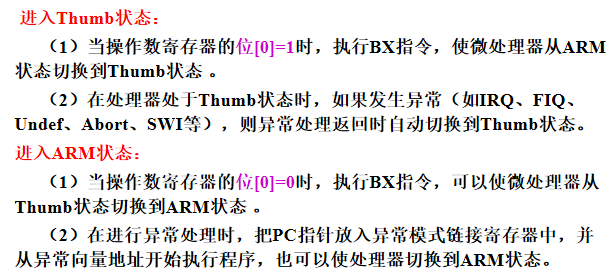 进入Thumb状态：
（1）当操作数寄存器的位[0]=1时，执行BX指令，使微处理器从ARM
状态切换到Thumb状态 。
（2）在处理器处于Thumb状态时，如果发生异常（如IRQ、FIQ、
Undef、Abort、SWI等），则异常处理返回时自动切换到Thumb状态。
进入ARM状态：
（1）当操作数寄存器的位[0]=0时，执行BX指令，可以使微处理器从
Thumb状态切换到ARM状态 。
（2）在进行异常处理时，把PC指针放入异常模式链接寄存器中，并
从异常向量地址开始执行程序，也可以使处理器切换到ARM状态。